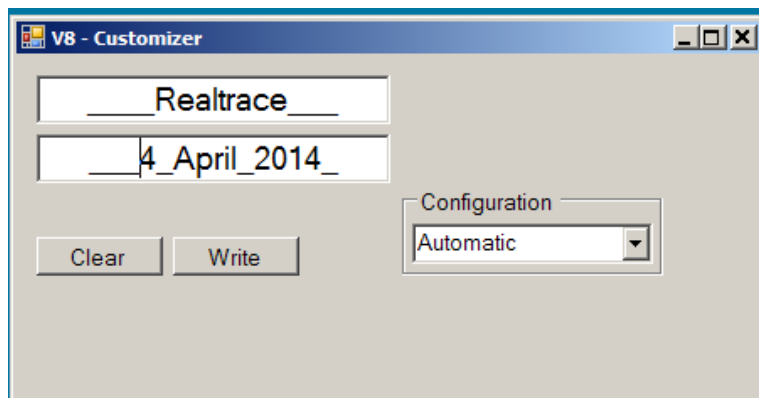 V8 - Customizer
____Realtrace___
___4_April_2014_
Configuration
Automatic
Clear
Write